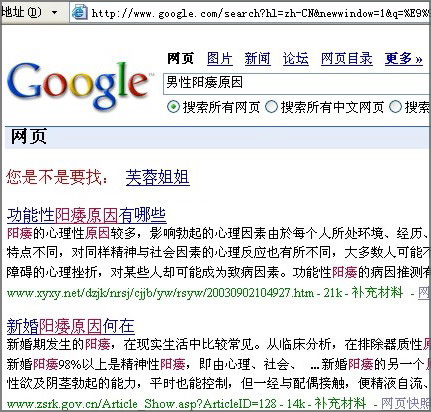 地址(D) http://www.google.com/search?hl=zh-CN&newwindow=1&q=%E9%
网页 图片 新闻 论坛 网页目录 更多 »
Google™
男性阳痿原因
搜索所有网页 搜索所有中文网页 搜索
网页
您是不是要找： 芙蓉姐姐
功能性阳痿原因有哪些
阳痿的心理性原因较多，影响勃起的心理因素由於每个人所处环境、经历、
特点不同，对同样精神与社会因素的心理反应也有所不同，大多数人可能不
障碍的心理挫折，对某些人却可能成为致病因素。功能性阳痿的病因推测有
www.xyxy.net/dzjk/nrsj/cjjb/yw/rsyw/20030902104927.htm - 21k - 补充材料 - 网
新婚阳痿原因何在
新婚期发生的阳痿，在现实生活中比较常见。从临床分析，在排除器质性原
新婚阳痿98%以上是精神性阳痿，即由心理、社会、 ...新婚阳痿的另一个原
性欲及阴茎勃起的能力，平时也能控制，但一经与配偶接触，便精液自流、
www.zsrk.gov.cn/Article_Show.asp?ArticleID=128 - 14k - 补充材料 - 网页快照